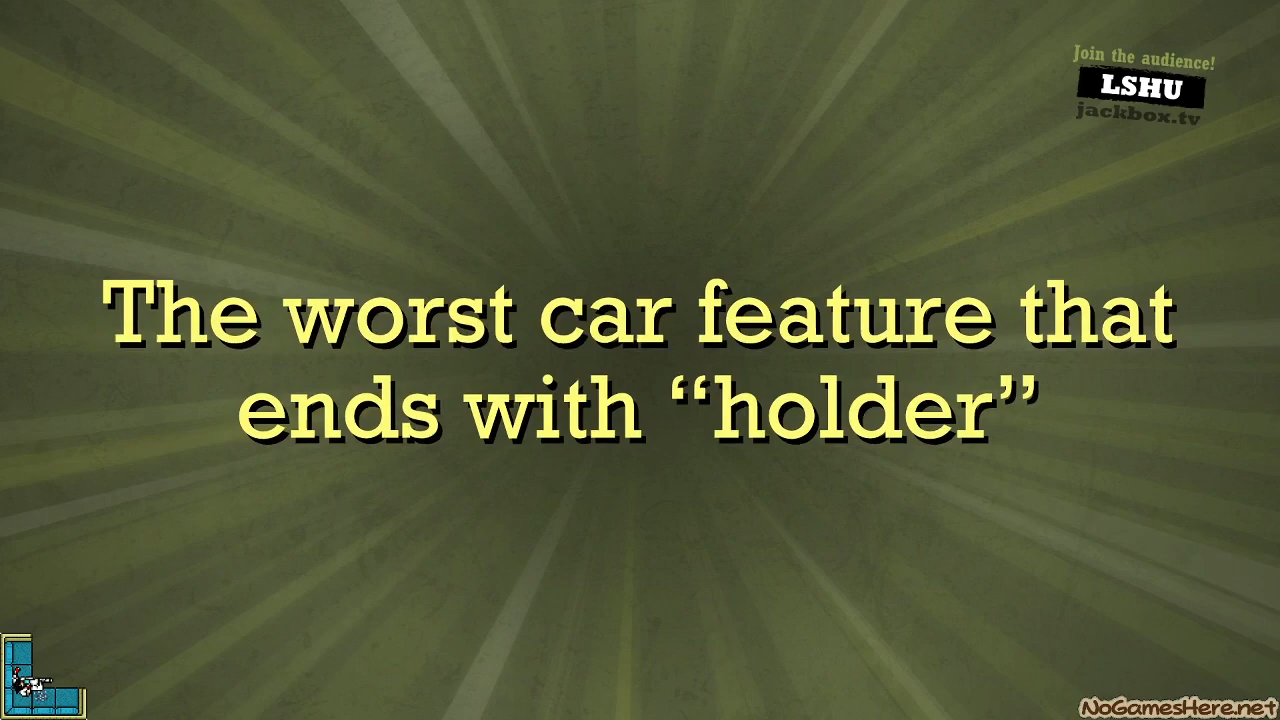 Join the audience!
LSHU
jackbox.tv
The worst car feature that
ends with “holder”
NoGamesHere.net